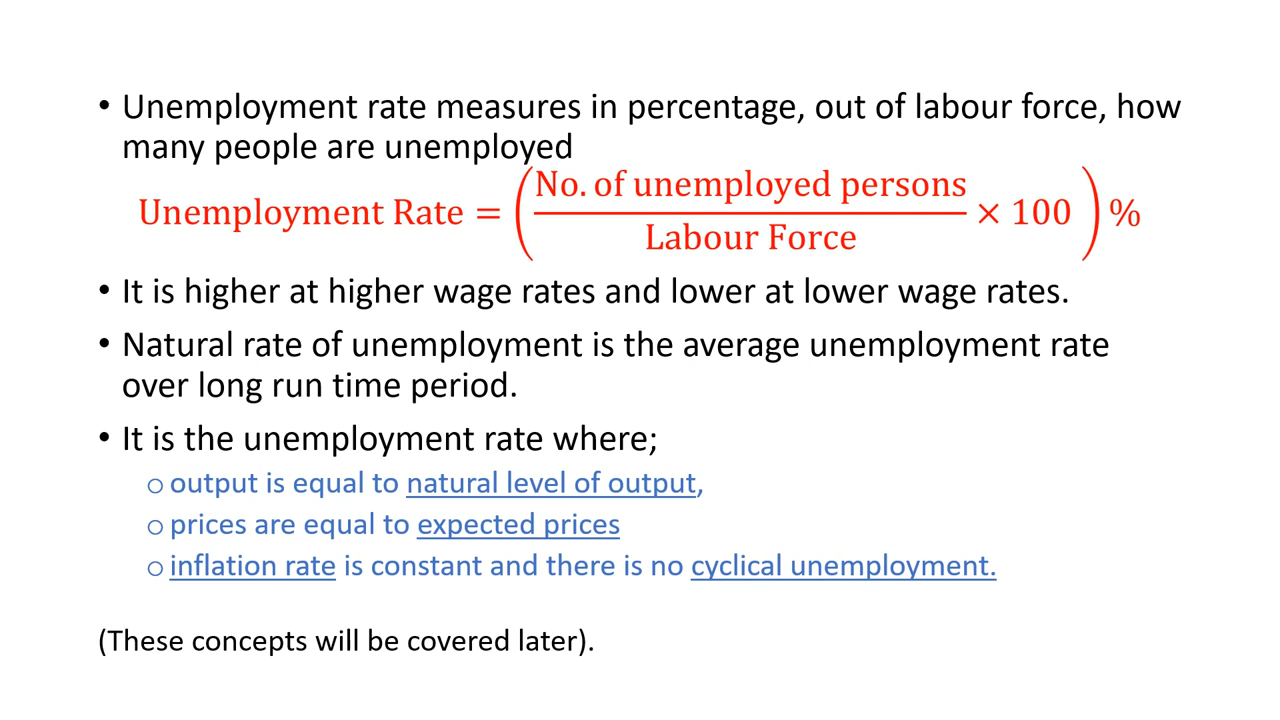 • Unemployment rate measures in percentage, out of labour force, how
many people are unemployed
Unemployment Rate = (No. of unemployed persons / Labour Force × 100) %
• It is higher at higher wage rates and lower at lower wage rates.
• Natural rate of unemployment is the average unemployment rate
over long run time period.
• It is the unemployment rate where;
o output is equal to natural level of output,
o prices are equal to expected prices
o inflation rate is constant and there is no cyclical unemployment.
(These concepts will be covered later).